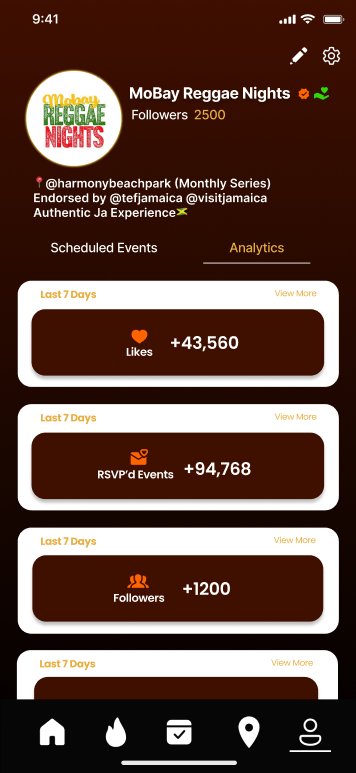 9:41
Mobay
REGGAE
NIGHTS
MoBay Reggae Nights
Followers 2500
@harmonybeachpark (Monthly Series)
Endorsed by @tefjamaica @visitjamaica
Authentic Ja Experience
Scheduled Events Analytics
Last 7 Days View More
Likes +43,560
Last 7 Days View More
RSVP'd Events +94,768
Last 7 Days View More
Followers +1200
Last 7 Days View More